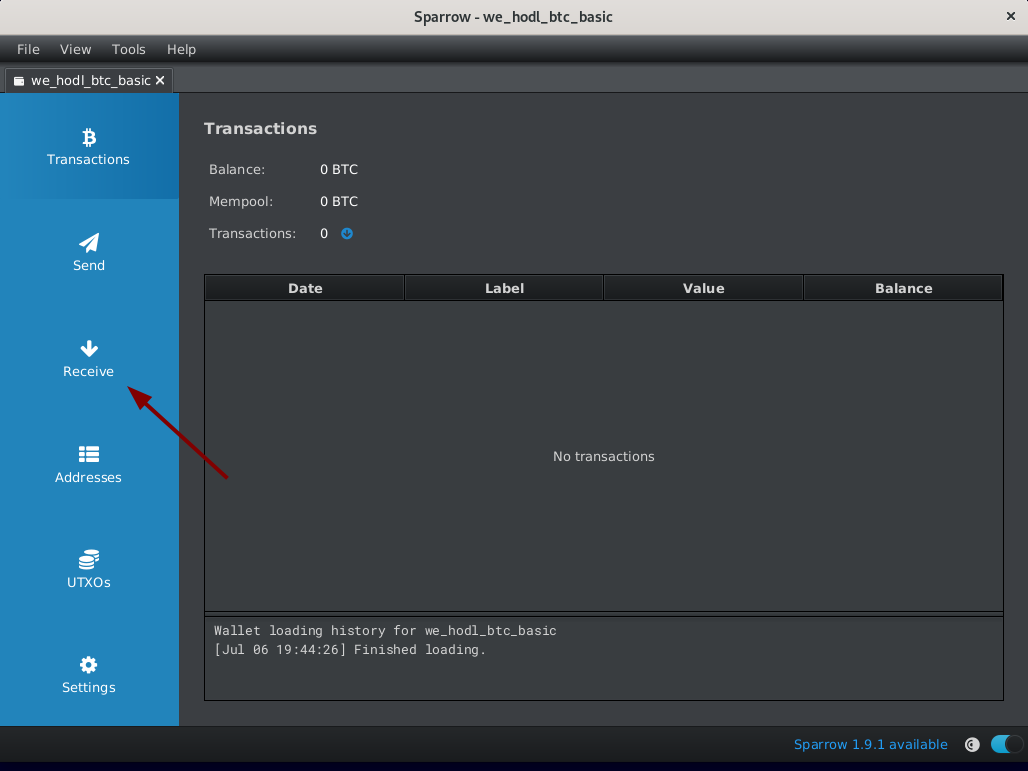 Sparrow - we_hodl_btc_basic
File View Tools Help
we_hodl_btc_basic
Transactions
Send
Receive
Addresses
UTXOs
Settings
Transactions
Balance: 0 BTC
Mempool: 0 BTC
Transactions: 0
Date Label Value Balance
No transactions
Wallet loading history for we_hodl_btc_basic
[Jul 06 19:44:26] Finished loading.
Sparrow 1.9.1 available